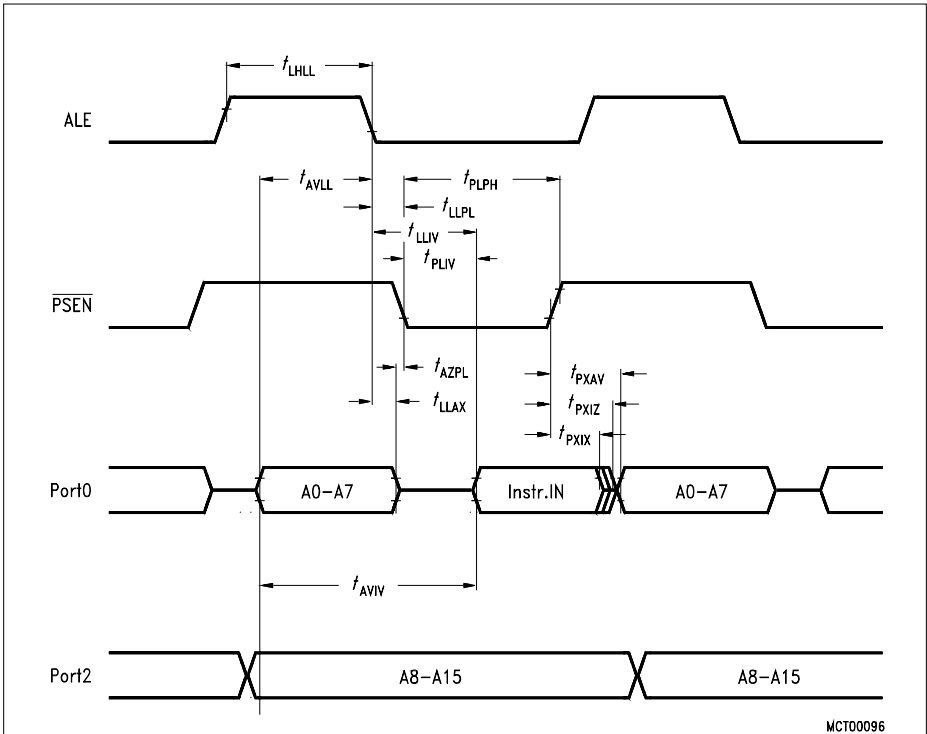 tLHLL
ALE
tAVLL
tPLPH
tLLPL
tLLIV
tPLIV
PSEN
tAZPL
tPXAV
tLLAX
tPXIZ
tPXIX
Port0
A0-A7
Instr.IN
A0-A7
tAVIV
Port2
A8-A15
A8-A15
MCT00096